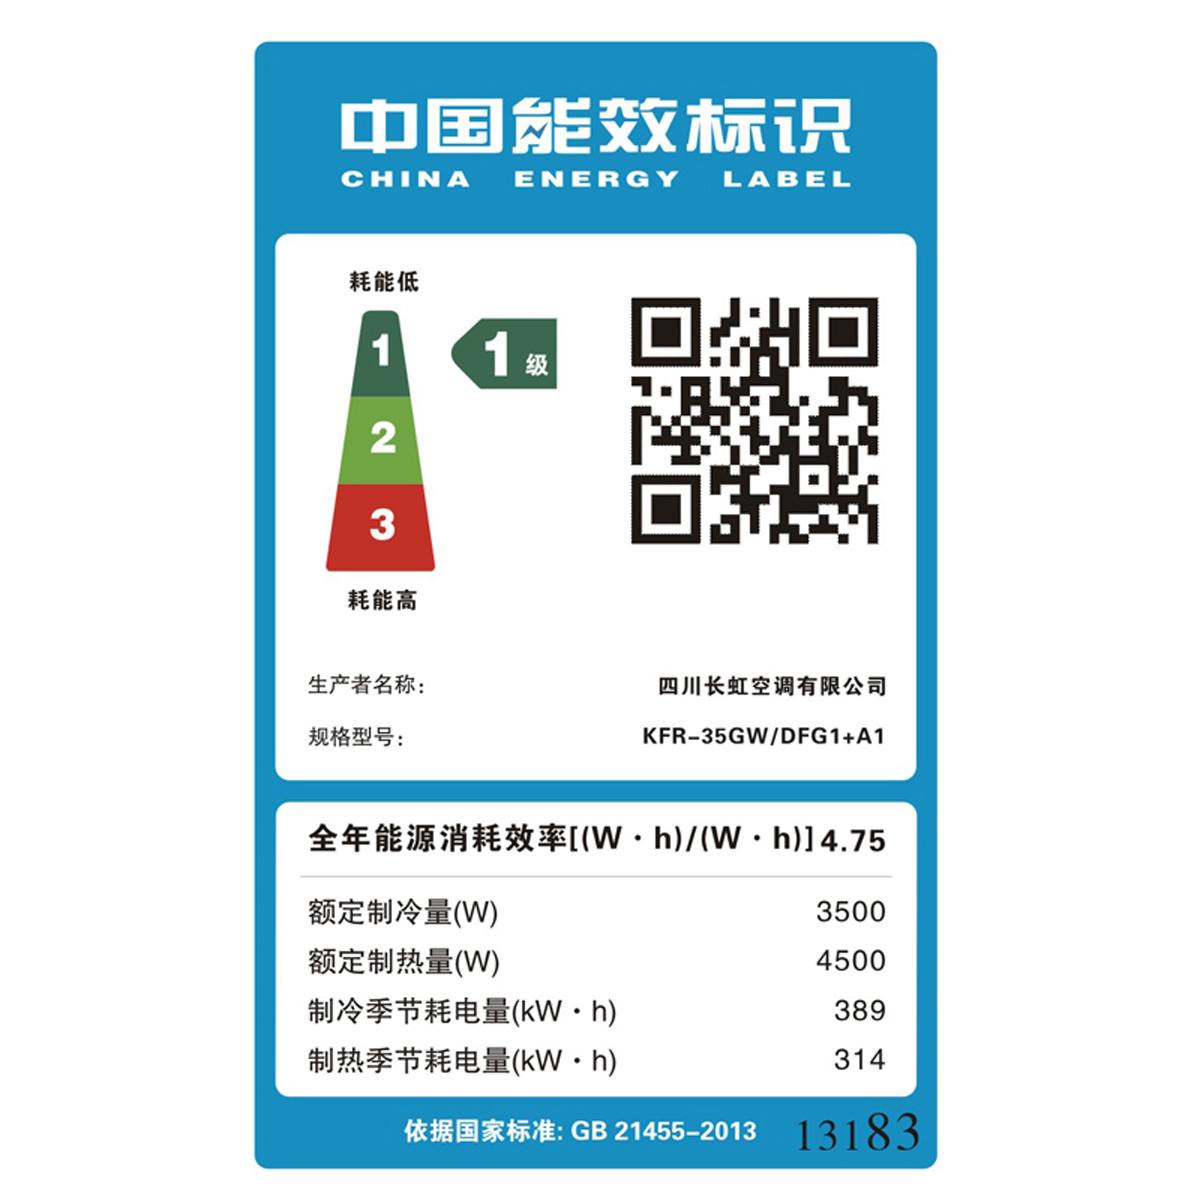 中国能效标识
CHINA ENERGY LABEL
耗能低
1
1级
2
3
耗能高
生产者名称: 四川长虹空调有限公司
规格型号: KFR-35GW/DFG1+A1
全年能源消耗效率[(W·h)/(W·h)] 4.75
额定制冷量(W) 3500
额定制热量(W) 4500
制冷季节耗电量(kW·h) 389
制热季节耗电量(kW·h) 314
依据国家标准: GB 21455-2013 13183